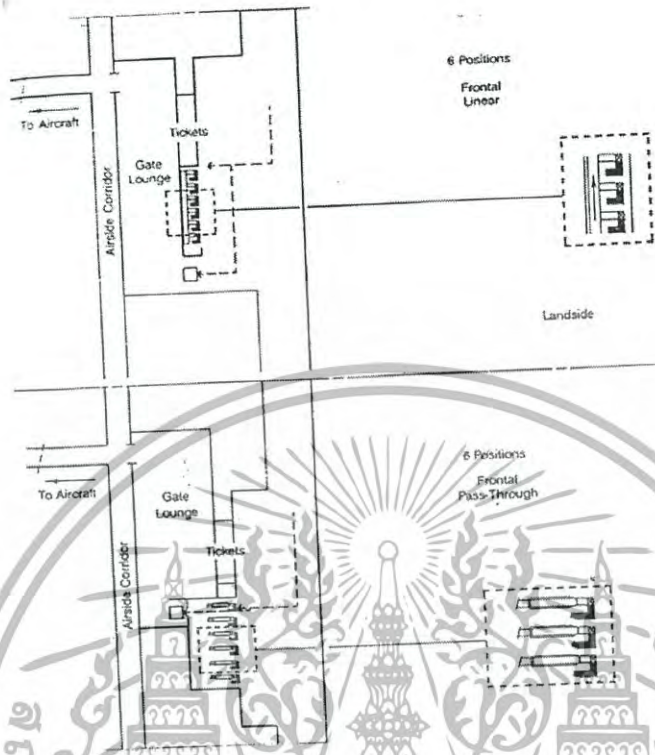 6 Positions
Frontal
Linear
To Aircraft
Tickets
Gate
Lounge
Airside Corridor
Landside
6 Positions
Frontal
Pass-Through
To Aircraft
Gate
Lounge
Tickets
Airside Corridor